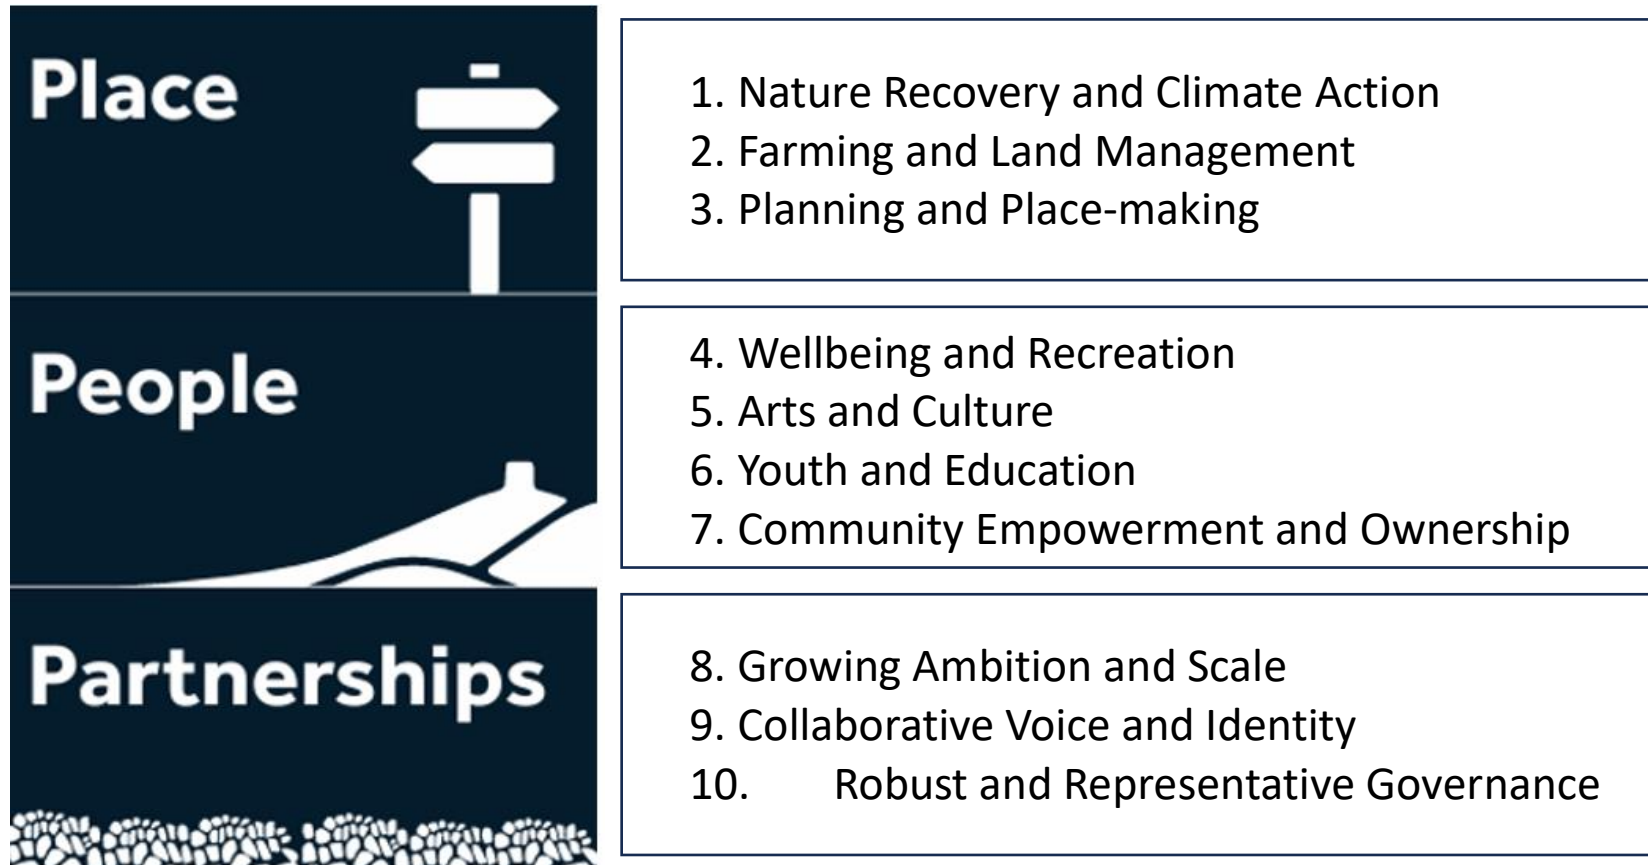 Place
1. Nature Recovery and Climate Action
2. Farming and Land Management
3. Planning and Place-making
People
4. Wellbeing and Recreation
5. Arts and Culture
6. Youth and Education
7. Community Empowerment and Ownership
Partnerships
8. Growing Ambition and Scale
9. Collaborative Voice and Identity
10. Robust and Representative Governance